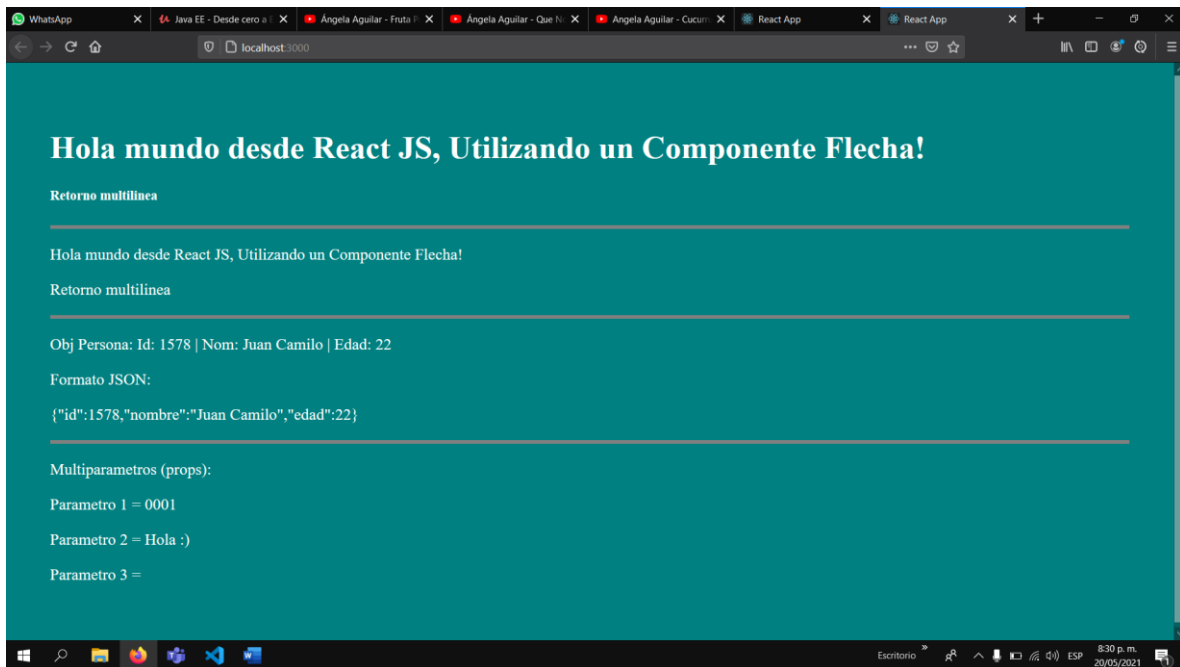 WhatsApp
Java EE - Desde cero a
Ángela Aguilar - Fruta
Ángela Aguilar - Que
Angela Aguilar - Cucurr
React App
React App
localhost:3000
Hola mundo desde React JS, Utilizando un Componente Flecha!
Retorno multilinea
Hola mundo desde React JS, Utilizando un Componente Flecha!
Retorno multilinea
Obj Persona: Id: 1578 | Nom: Juan Camilo | Edad: 22
Formato JSON:
{"id":1578,"nombre":"Juan Camilo","edad":22}
Multiparametros (props):
Parametro 1 = 0001
Parametro 2 = Hola :)
Parametro 3 =
Escritorio
ESP
8:30 p. m.
20/05/2021